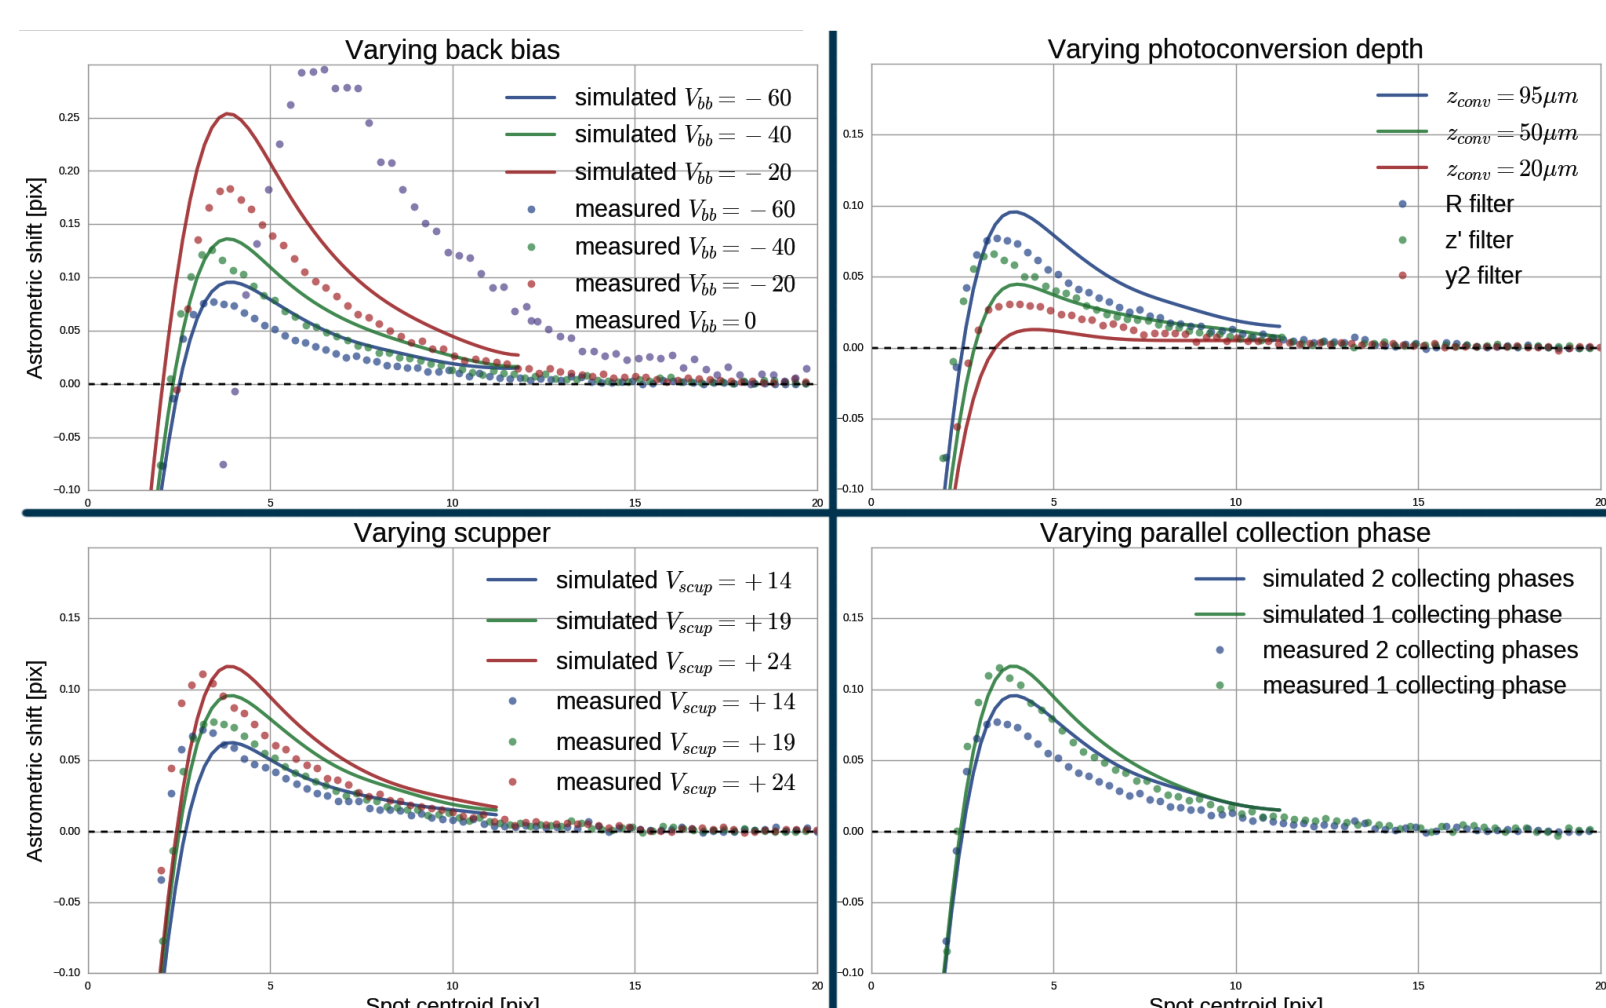 Varying back bias
simulated V_bb = − 60
simulated V_bb = − 40
simulated V_bb = − 20
measured V_bb = − 60
measured V_bb = − 40
measured V_bb = − 20
measured V_bb = 0
Astrometric shift [pix]
0.25
0.20
0.15
0.10
0.05
0.00
−0.05
−0.10
0 5 10 15 20
Varying photoconversion depth
z_conv = 95μm
z_conv = 50μm
z_conv = 20μm
R filter
z' filter
y2 filter
0.15
0.10
0.05
0.00
−0.05
−0.10
0 5 10 15 20
Varying scupper
simulated V_scup = + 14
simulated V_scup = + 19
simulated V_scup = + 24
measured V_scup = + 14
measured V_scup = + 19
measured V_scup = + 24
Astrometric shift [pix]
0.15
0.10
0.05
0.00
−0.05
−0.10
0 5 10 15 20
Spot centroid [pix]
Varying parallel collection phase
simulated 2 collecting phases
simulated 1 collecting phase
measured 2 collecting phases
measured 1 collecting phase
0.15
0.10
0.05
0.00
−0.05
−0.10
0 5 10 15 20
Spot centroid [pix]